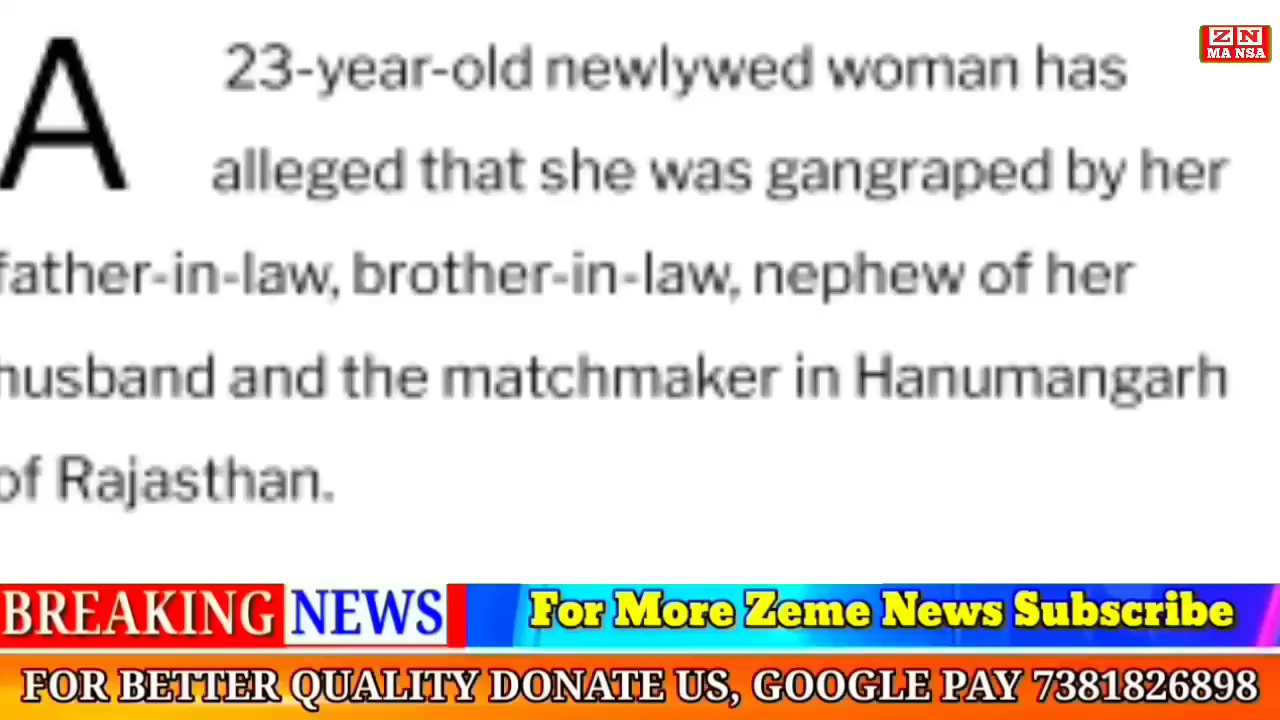 Z N
MANSA
A 23-year-old newlywed woman has
alleged that she was gangraped by her
father-in-law, brother-in-law, nephew of her
husband and the matchmaker in Hanumangarh
of Rajasthan.
BREAKING NEWS For More Zeme News Subscribe
FOR BETTER QUALITY DONATE US, GOOGLE PAY 7381826898